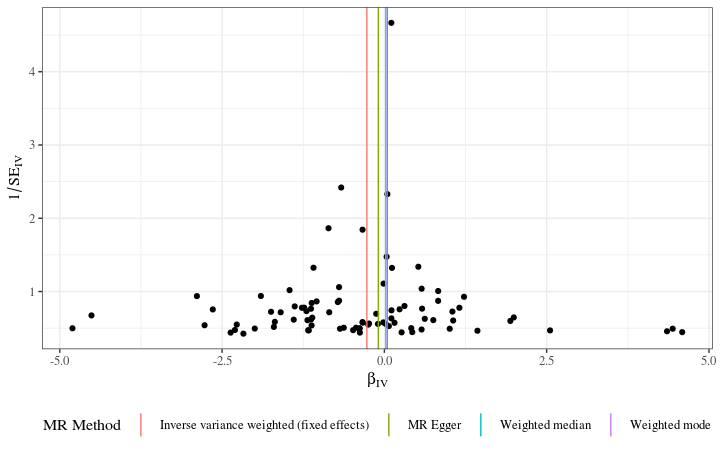 4
3
2
1
1/SE_IV
-5.0 -2.5 0.0 2.5 5.0
β_IV
MR Method Inverse variance weighted (fixed effects) MR Egger Weighted median Weighted mode